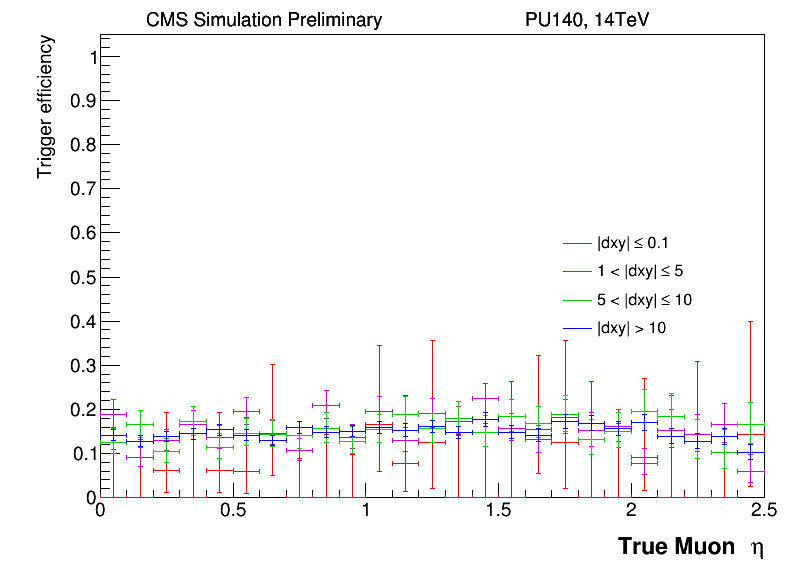 CMS Simulation Preliminary PU140, 14TeV
Trigger efficiency
1
0.9
0.8
0.7
0.6
0.5
0.4
0.3
0.2
0.1
0
|dxy| ≤ 0.1
1 < |dxy| ≤ 5
5 < |dxy| ≤ 10
|dxy| > 10
0 0.5 1 1.5 2 2.5
True Muon η